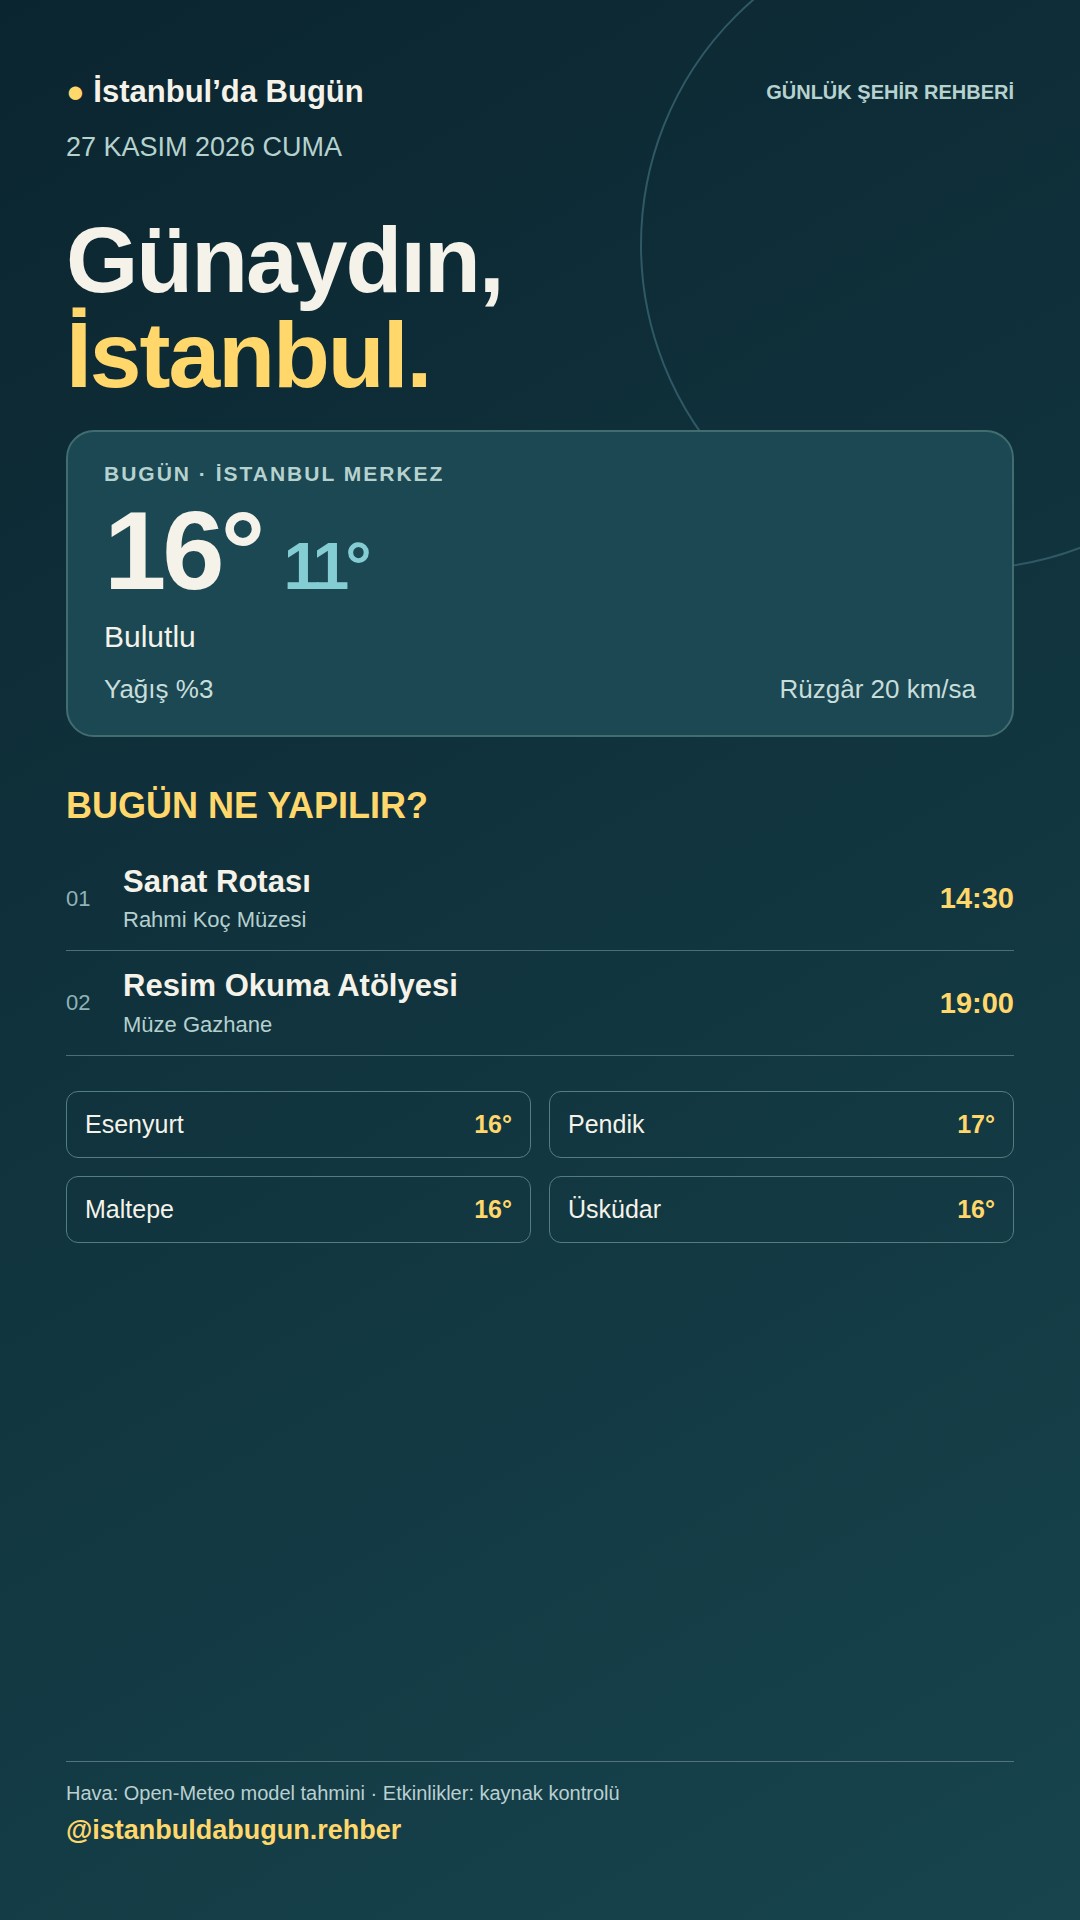 ● İstanbul’da Bugün
GÜNLÜK ŞEHİR REHBERİ
27 KASIM 2026 CUMA
Günaydın,
İstanbul.
BUGÜN · İSTANBUL MERKEZ
16° 11°
Bulutlu
Yağış %3
Rüzgâr 20 km/sa
BUGÜN NE YAPILIR?
01
Sanat Rotası
Rahmi Koç Müzesi
14:30
02
Resim Okuma Atölyesi
Müze Gazhane
19:00
Esenyurt 16°
Pendik 17°
Maltepe 16°
Üsküdar 16°
Hava: Open-Meteo model tahmini · Etkinlikler: kaynak kontrolü
@istanbuldabugun.rehber